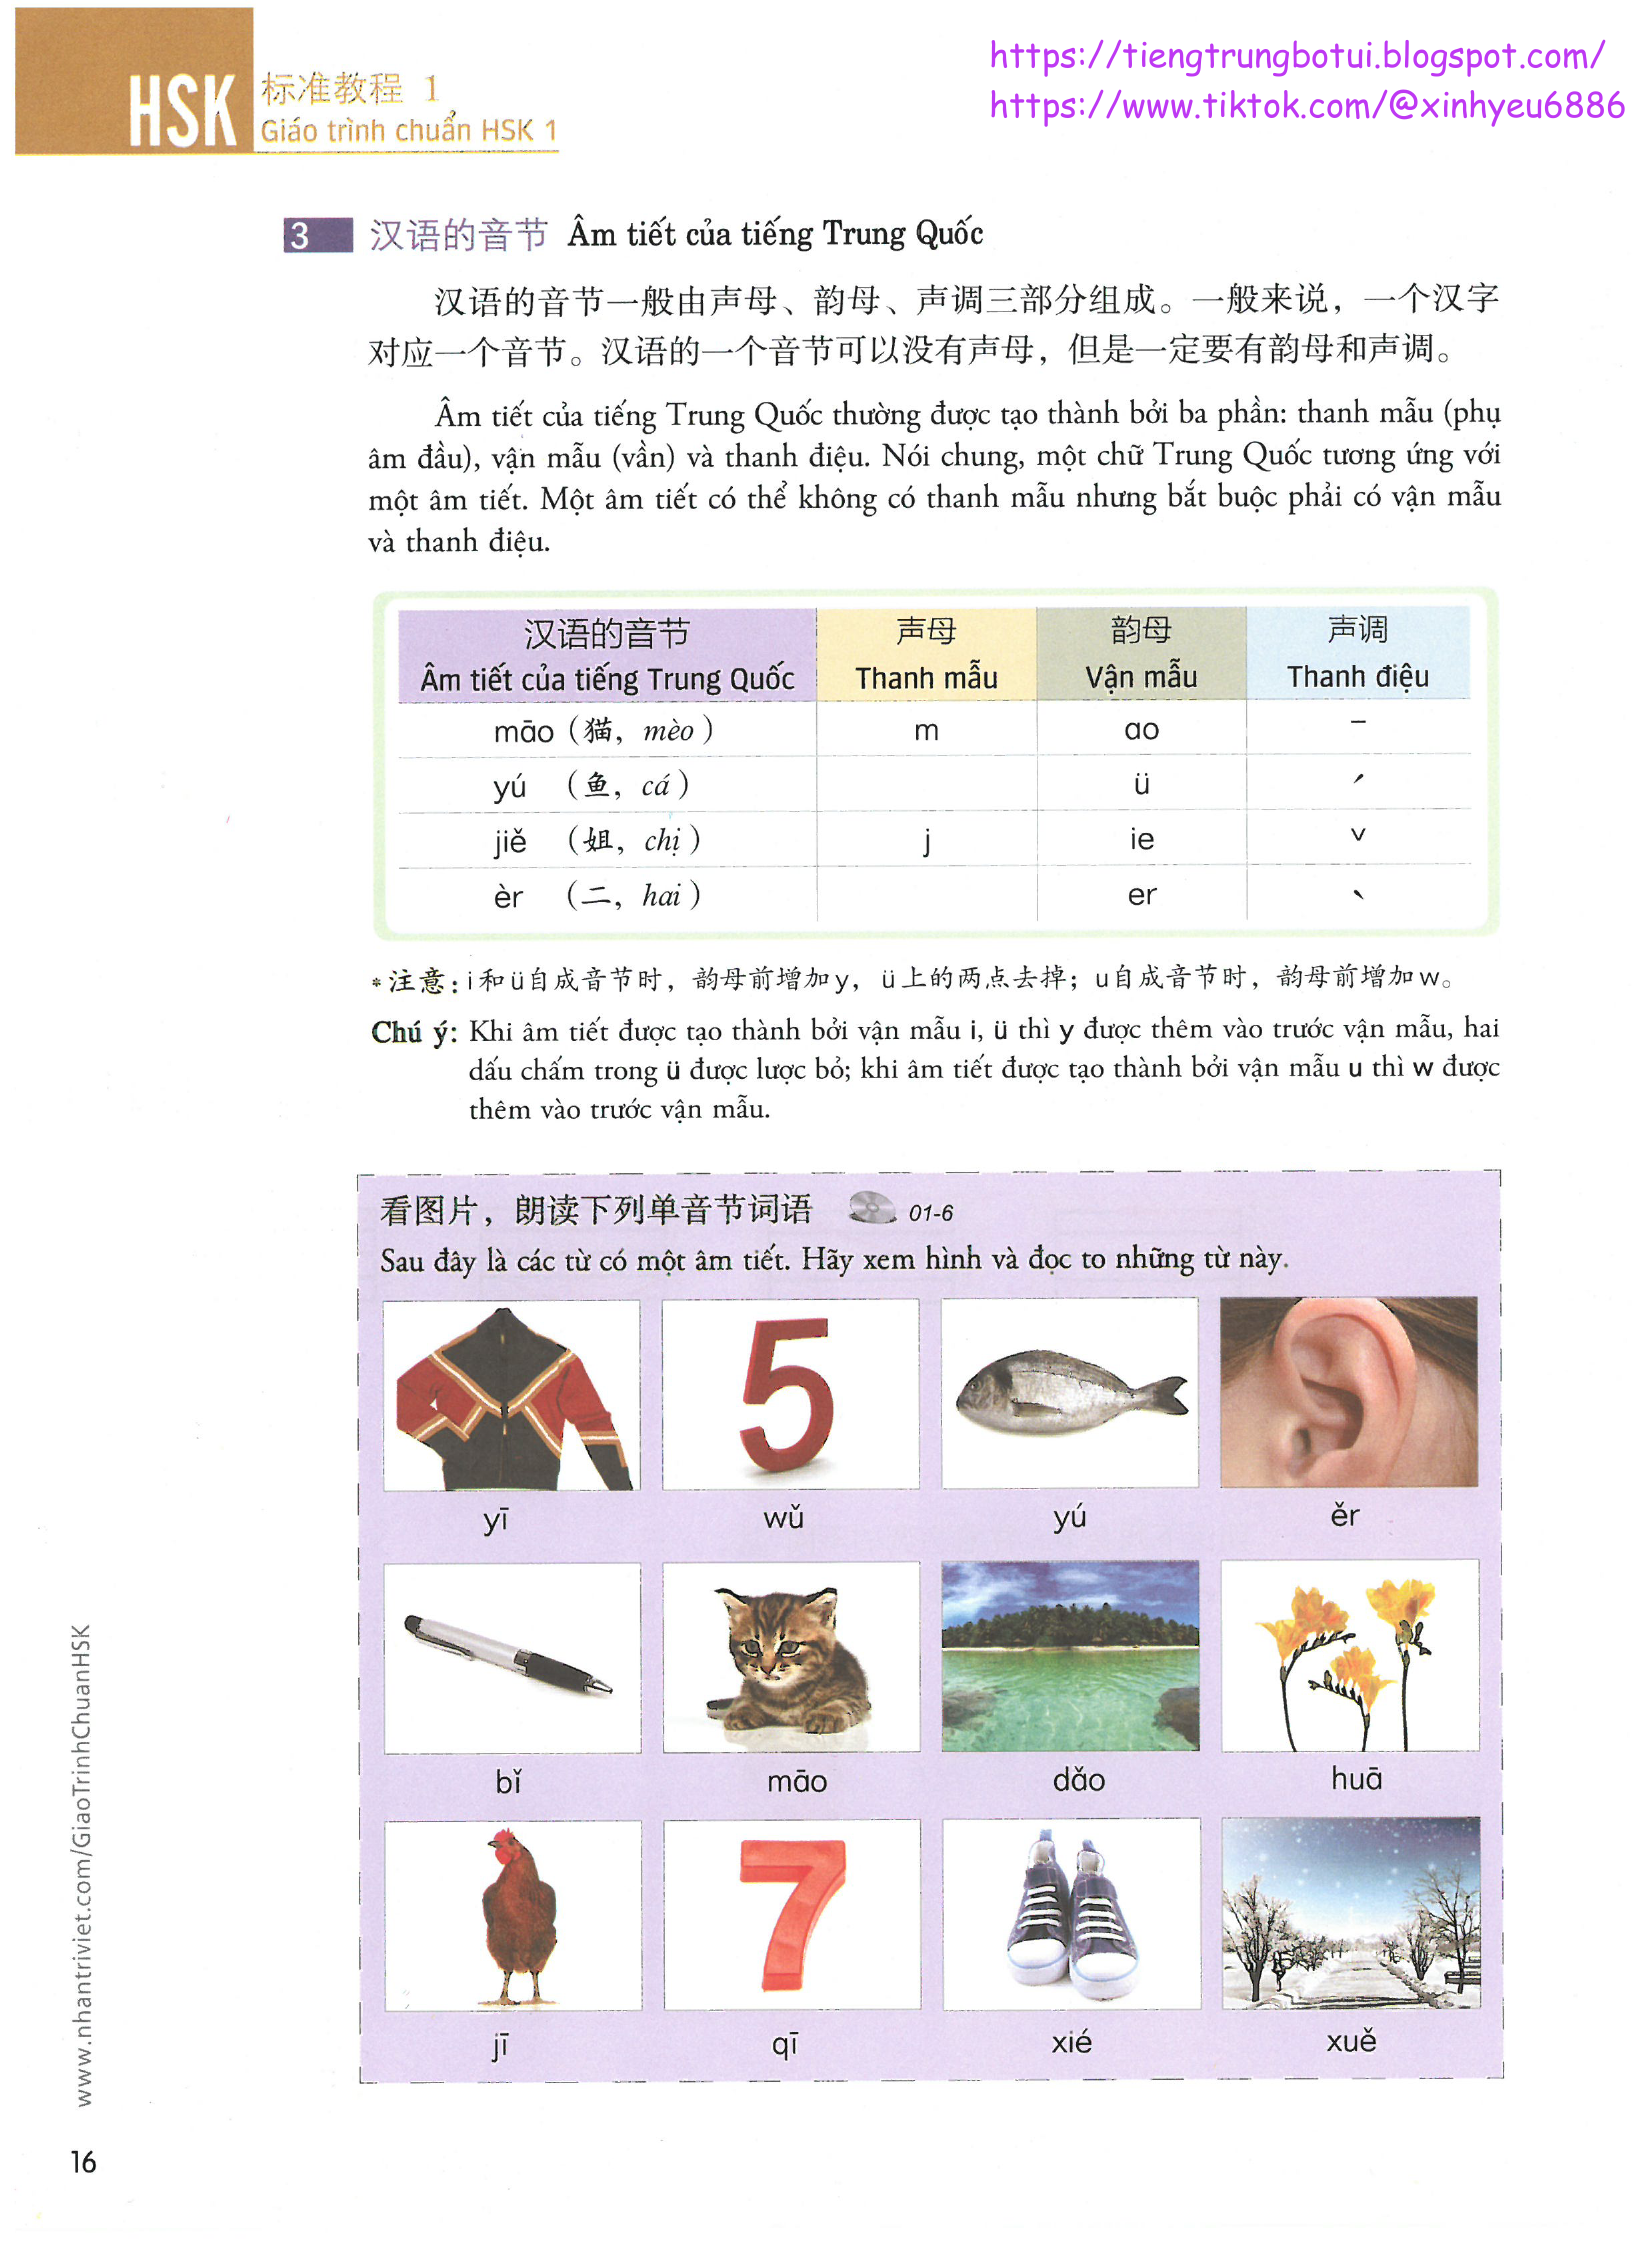 https://tiengtrungbotui.blogspot.com/
https://www.tiktok.com/@xinhyeu6886
HSK 标准教程 1
Giáo trình chuẩn HSK 1
3 汉语的音节 Âm tiết của tiếng Trung Quốc
汉语的音节一般由声母、韵母、声调三部分组成。一般来说，一个汉字
对应一个音节。汉语的一个音节可以没有声母，但是一定要有韵母和声调。
Âm tiết của tiếng Trung Quốc thường được tạo thành bởi ba phần: thanh mẫu (phụ
âm đầu), vận mẫu (vần) và thanh điệu. Nói chung, một chữ Trung Quốc tương ứng với
một âm tiết. Một âm tiết có thể không có thanh mẫu nhưng bắt buộc phải có vận mẫu
và thanh điệu.
汉语的音节 声母 韵母 声调
Âm tiết của tiếng Trung Quốc Thanh mẫu Vận mẫu Thanh điệu
māo (猫, mèo) m ao ˉ
yú (鱼, cá) ü ˊ
jiě (姐, chị) j ie ˇ
èr (二, hai) er ˋ
*注意: i和ü自成音节时，韵母前增加y，ü上的两点去掉；u自成音节时，韵母前增加w。
Chú ý: Khi âm tiết được tạo thành bởi vận mẫu i, ü thì y được thêm vào trước vận mẫu, hai
dấu chấm trong ü được lược bỏ; khi âm tiết được tạo thành bởi vận mẫu u thì w được
thêm vào trước vận mẫu.
看图片，朗读下列单音节词语 01-6
Sau đây là các từ có một âm tiết. Hãy xem hình và đọc to những từ này.
5
yī wǔ yú ěr
bǐ māo dǎo huā
7
jī qī xié xuě
www.nhantriviet.com/GiaoTrinhChuanHSK
16